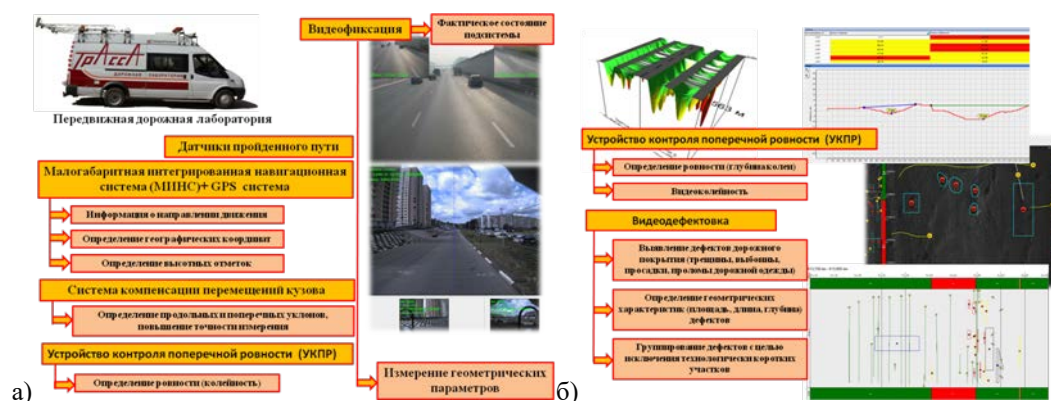 ТрАссА
ДОРОЖНАЯ ЛАБОРАТОРИЯ
Передвижная дорожная лаборатория
Датчики пройденного пути
Малогабаритная интегрированная навигационная
система (МИНС)+ GPS система
Информация о направлении движения
Определение географических координат
Определение высотных отметок
Система компенсации перемещений кузова
Определение продольных и поперечных уклонов,
повышение точности измерения
Устройство контроля поперечной ровности (УКПР)
Определение ровности (колейность)
а)
Видеофиксация
Фактическое состояние
подсистемы
Измерение геометрических
параметров
563 м
Устройство контроля поперечной ровности (УКПР)
Определение ровности (глубинаколеи)
Видеоколейность
Видеодефектовка
Выявление дефектов дорожного
покрытия (трещины, выбоины,
просадки, проломы дорожной одежды)
Определение геометрических
характеристик (площадь, длина, глубина)
дефектов
Группирование дефектов с целью
исключения технологически коротких
участков
б)